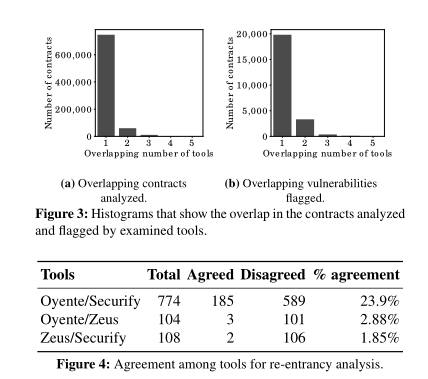 Number of contracts
600,000
400,000
200,000
0
1 2 3 4 5
Overlapping number of tools
(a) Overlapping contracts
analyzed.
Number of contracts
20,000
15,000
10,000
5,000
0
1 2 3 4 5
Overlapping number of tools
(b) Overlapping vulnerabilities
flagged.
Figure 3: Histograms that show the overlap in the contracts analyzed
and flagged by examined tools.
Tools Total Agreed Disagreed % agreement
Oyente/Securify 774 185 589 23.9%
Oyente/Zeus 104 3 101 2.88%
Zeus/Securify 108 2 106 1.85%
Figure 4: Agreement among tools for re-entrancy analysis.